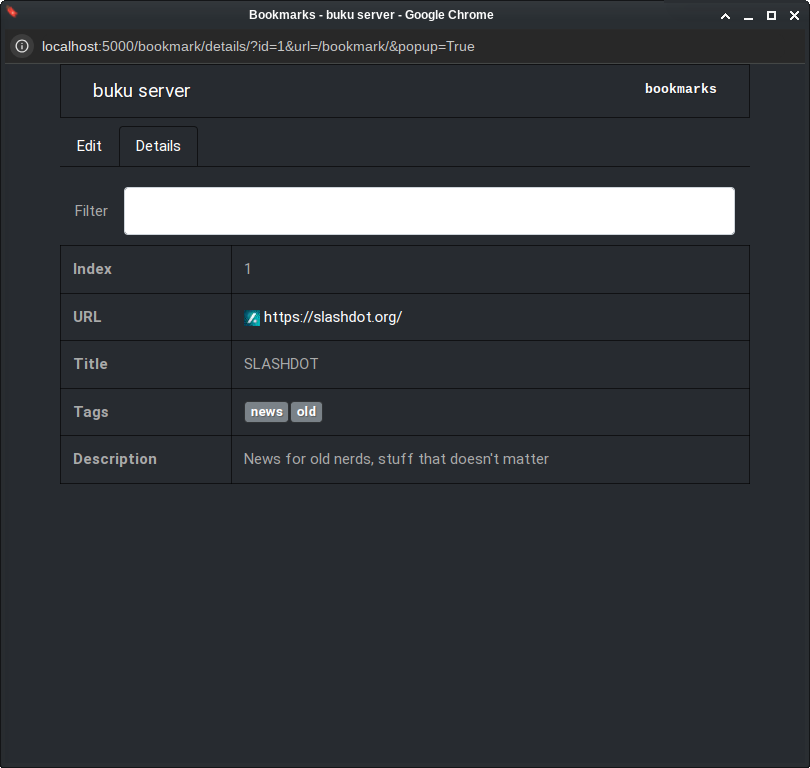 Bookmarks - buku server - Google Chrome
localhost:5000/bookmark/details/?id=1&url=/bookmark/&popup=True
buku server bookmarks
Edit Details
Filter
Index 1
URL https://slashdot.org/
Title SLASHDOT
Tags news old
Description News for old nerds, stuff that doesn't matter